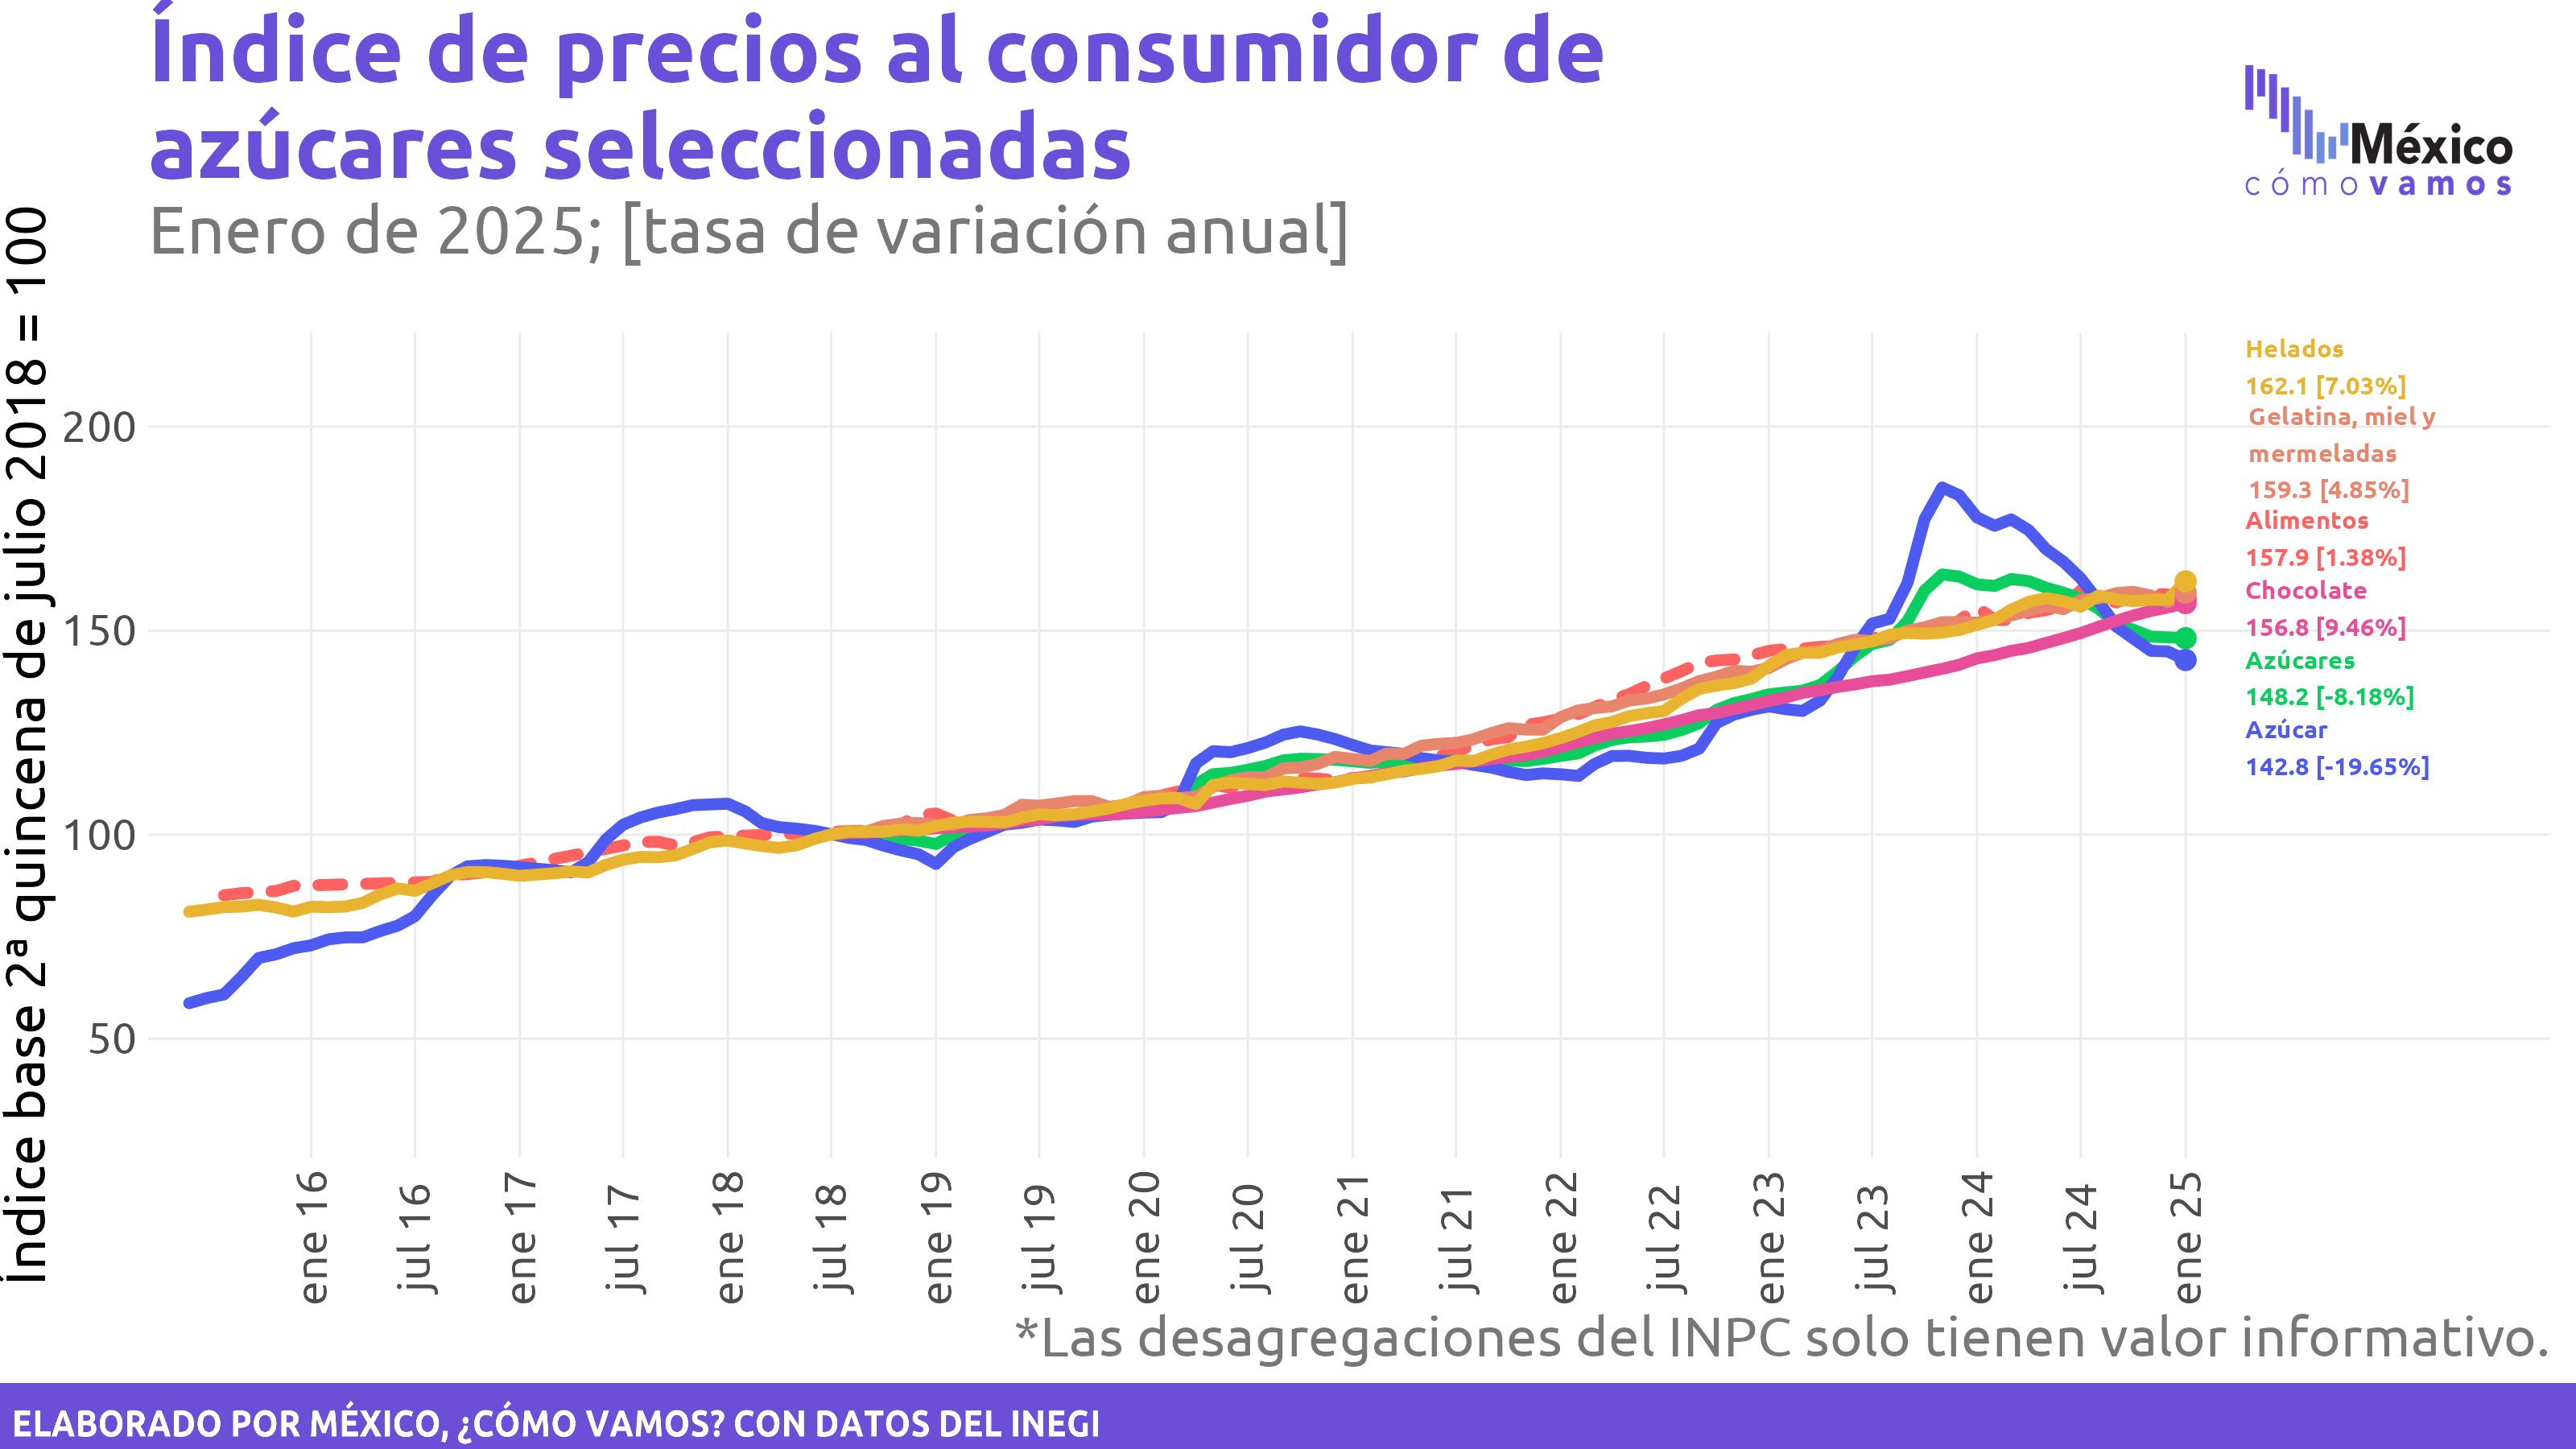 Índice de precios al consumidor de
azúcares seleccionadas
Enero de 2025; [tasa de variación anual]
México
cómovamos
Índice base 2ª quincena de julio 2018 = 100
200
150
100
50
Helados
162.1 [7.03%]
Gelatina, miel y
mermeladas
159.3 [4.85%]
Alimentos
157.9 [1.38%]
Chocolate
156.8 [9.46%]
Azúcares
148.2 [-8.18%]
Azúcar
142.8 [-19.65%]
ene 16
jul 16
ene 17
jul 17
ene 18
jul 18
ene 19
jul 19
ene 20
jul 20
ene 21
jul 21
ene 22
jul 22
ene 23
jul 23
ene 24
jul 24
ene 25
*Las desagregaciones del INPC solo tienen valor informativo.
ELABORADO POR MÉXICO, ¿CÓMO VAMOS? CON DATOS DEL INEGI